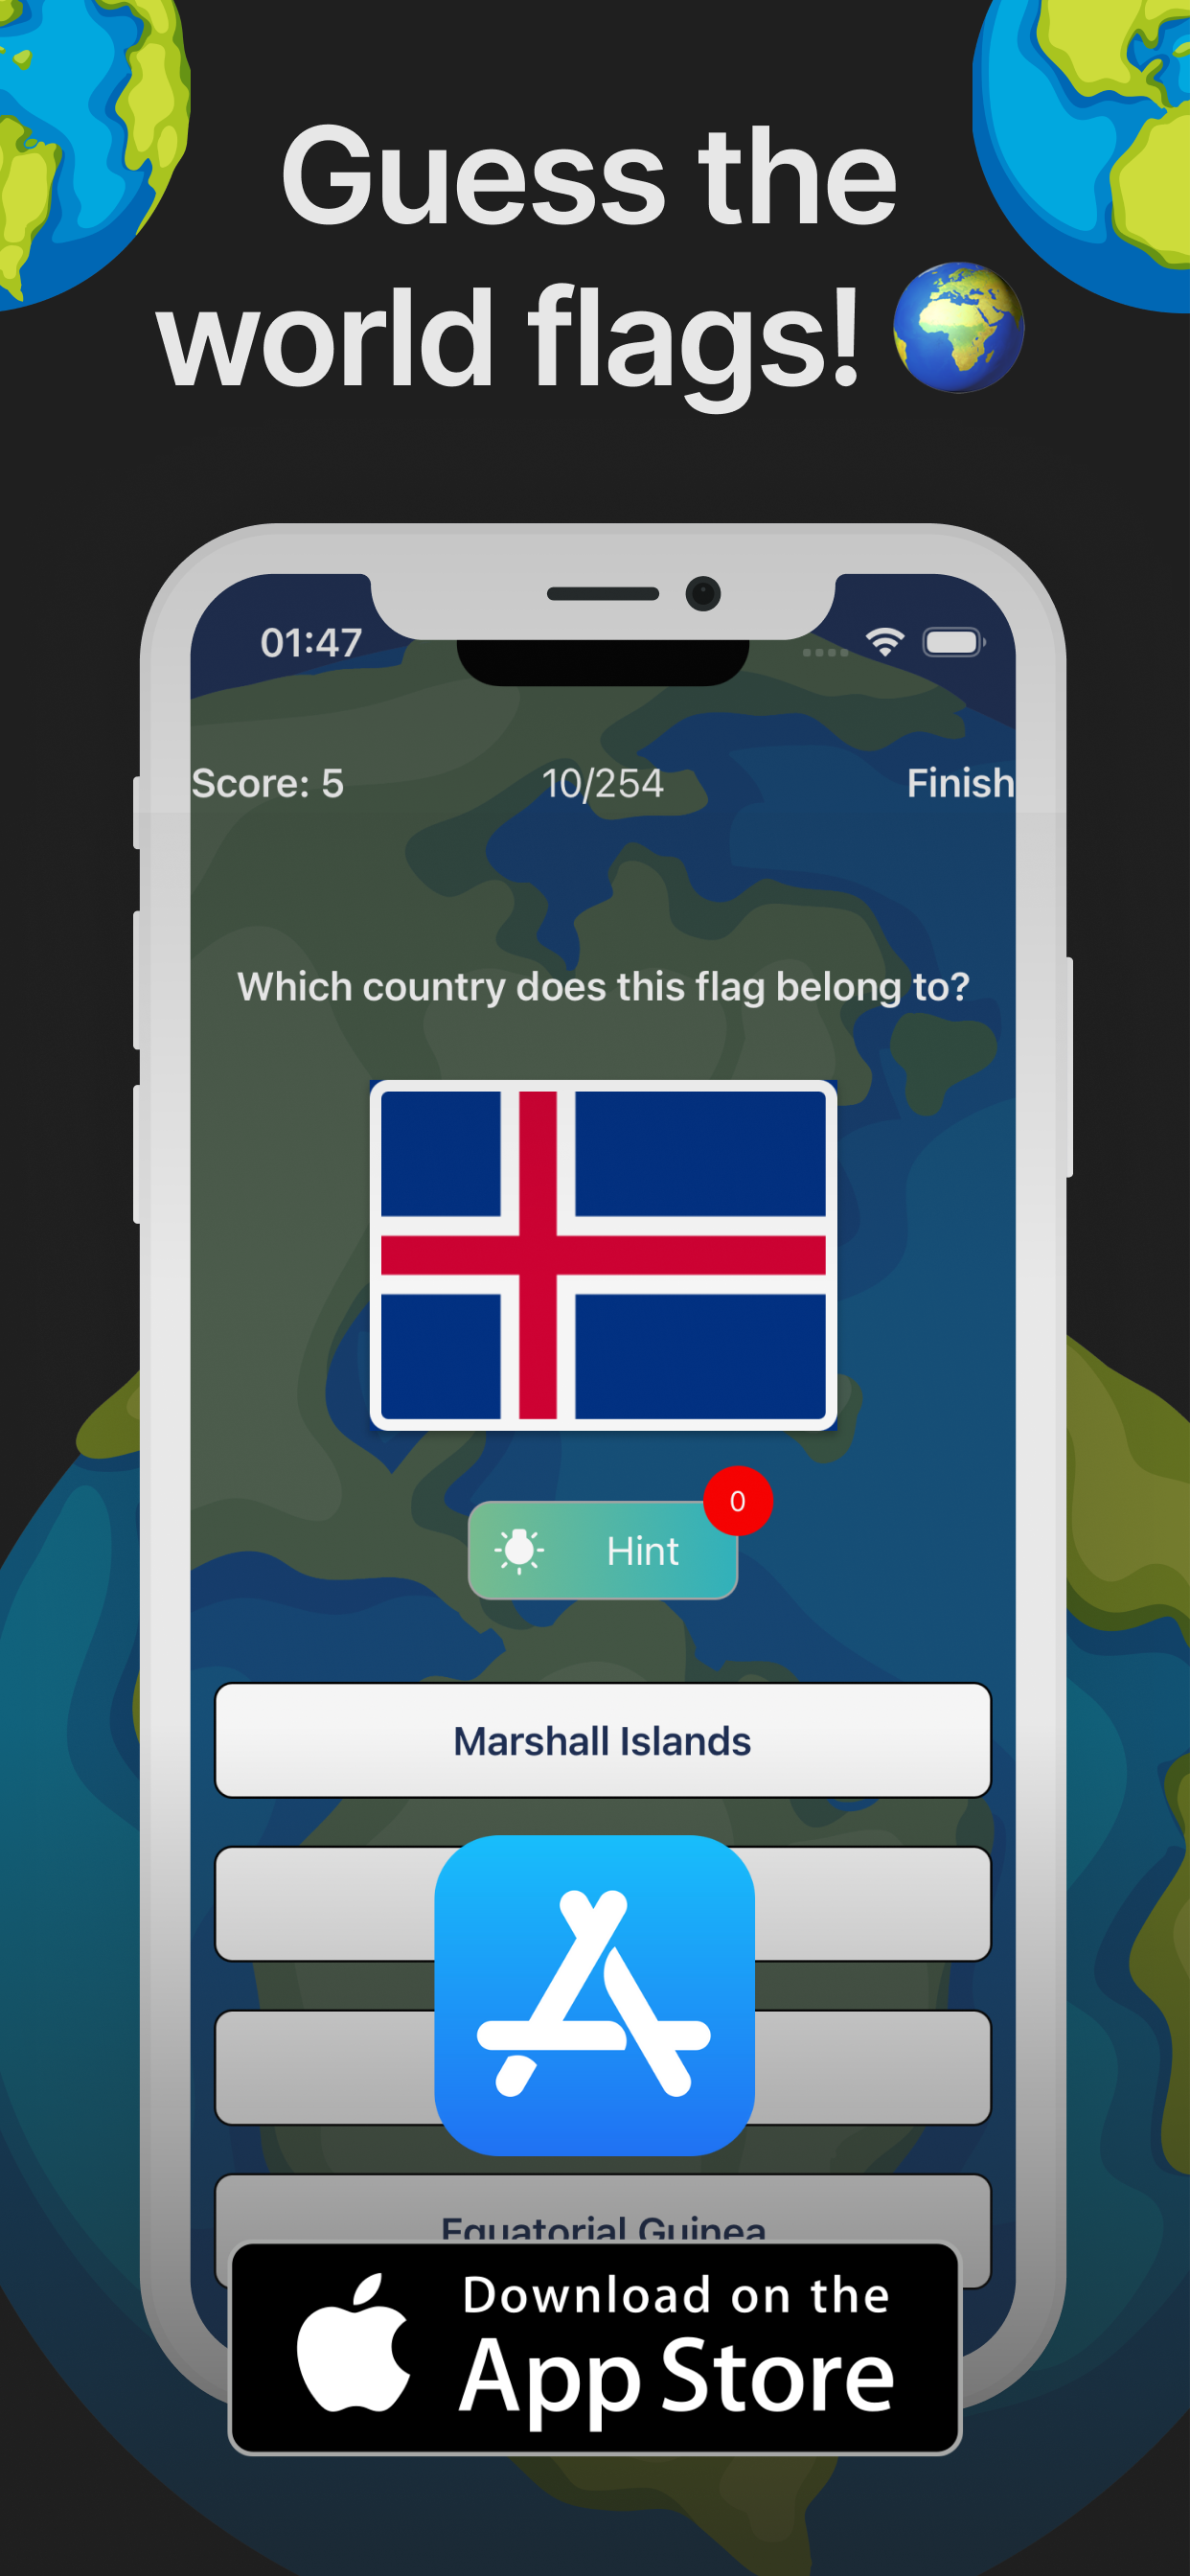 Guess the
world flags!
01:47
Score: 5
10/254
Finish
Which country does this flag belong to?
0
Hint
Marshall Islands
Equatorial Guinea
Download on the
App Store